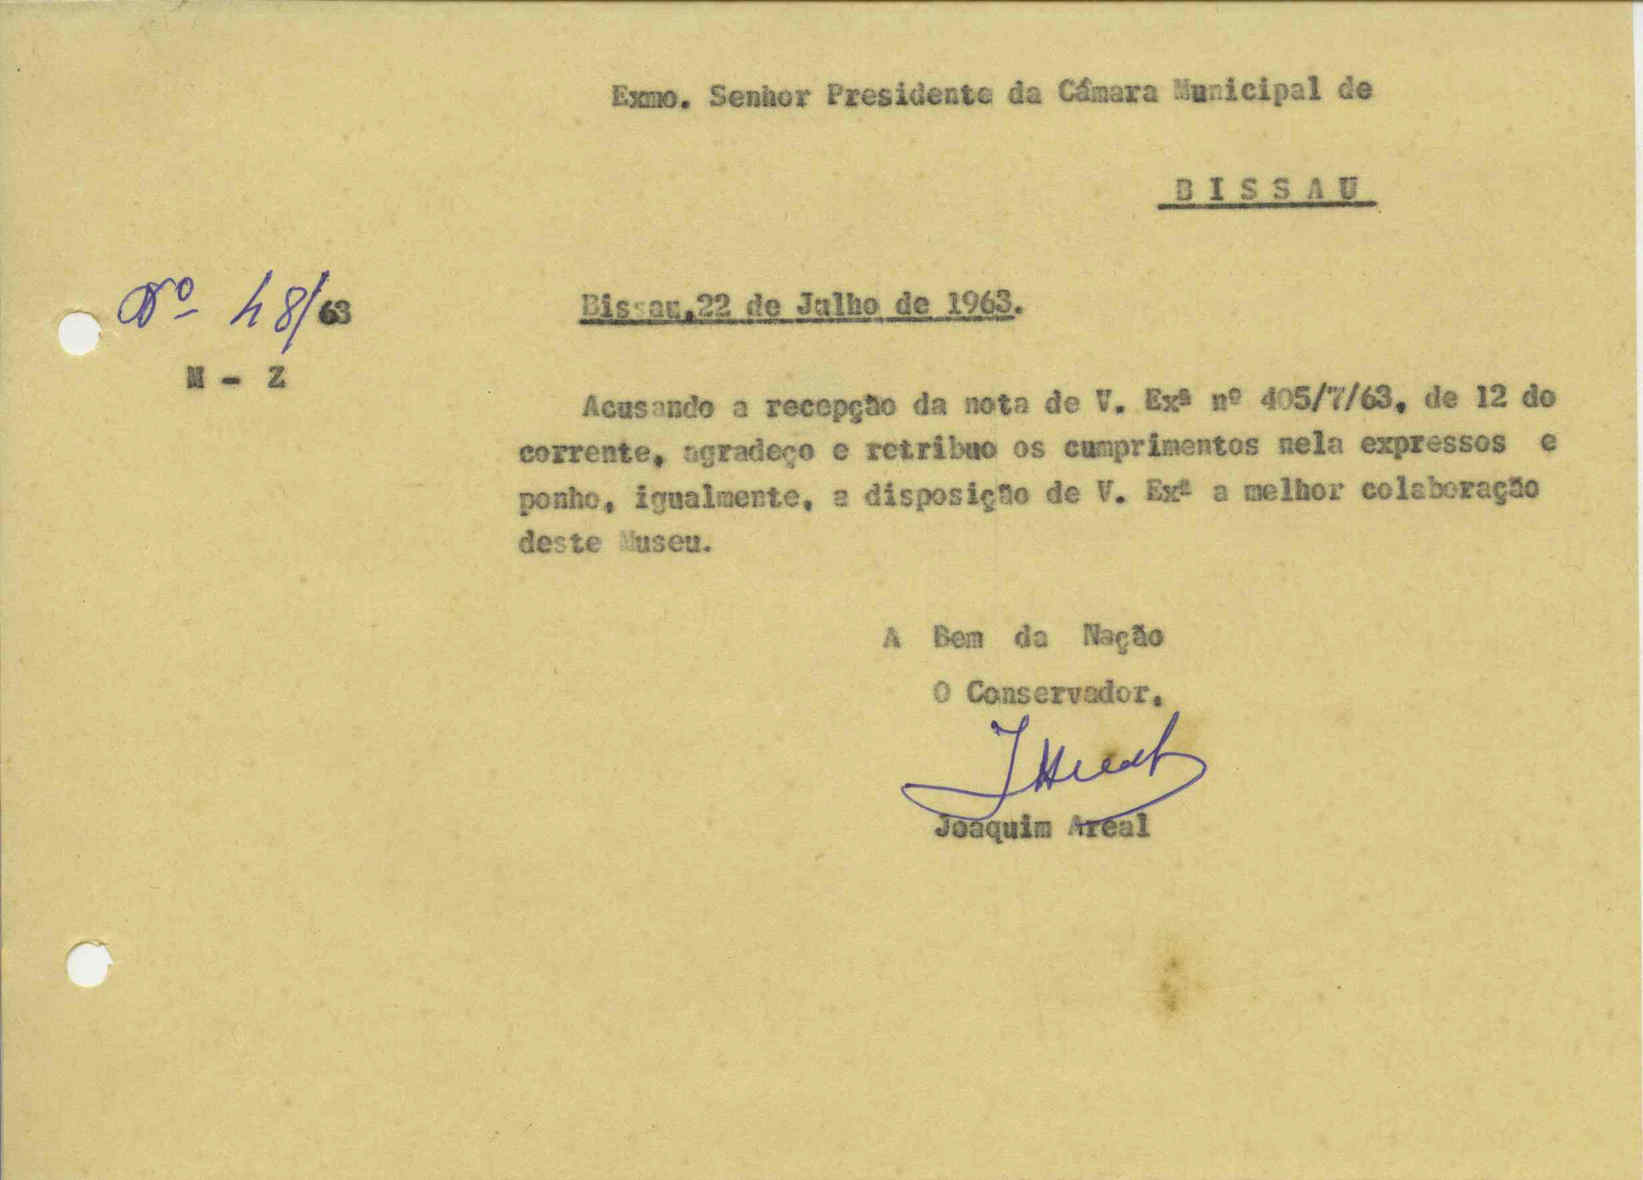 Exmo. Senhor Presidente da Câmara Municipal de
BISSAU
Nº 48/63
M - Z
Bissau,22 de Julho de 1963.
Acusando a recepção da nota de V. Exª nº 405/7/63, de 12 do
corrente, agradeço e retribuo os cumprimentos nela expressos e
ponho, igualmente, a disposição de V. Exª a melhor colaboração
deste Museu.
A Bem da Nação
O Conservador,
JAreal
Joaquim Areal